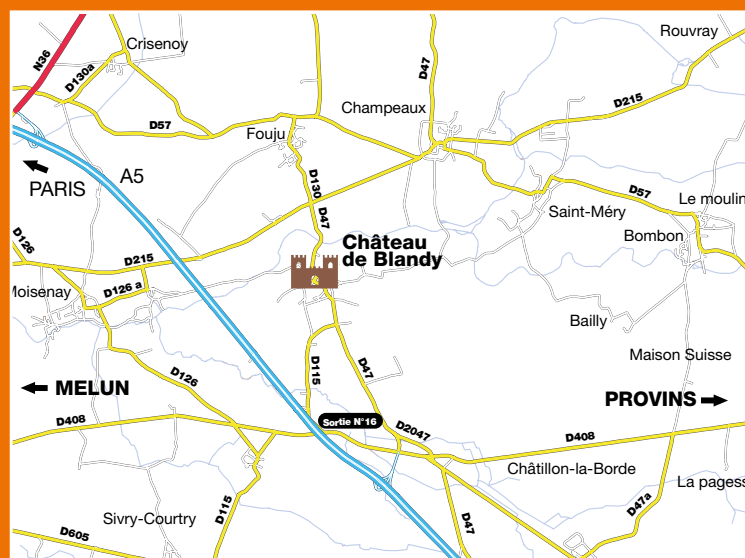 Rouvray
N36
Crisenoy
D130a
D47
D215
Champeaux
D57
Fouju
PARIS
A5
D130
D47
D57
Le moulin
Saint-Méry
Bombon
D126
D215
Château
de Blandy
D126 a
Moisenay
Bailly
Maison Suisse
D115
D47
D126
MELUN
PROVINS
D408
Sortie N°16
D2047
D408
Châtillon-la-Borde
La pagess
D115
D47a
Sivry-Courtry
D605
D47